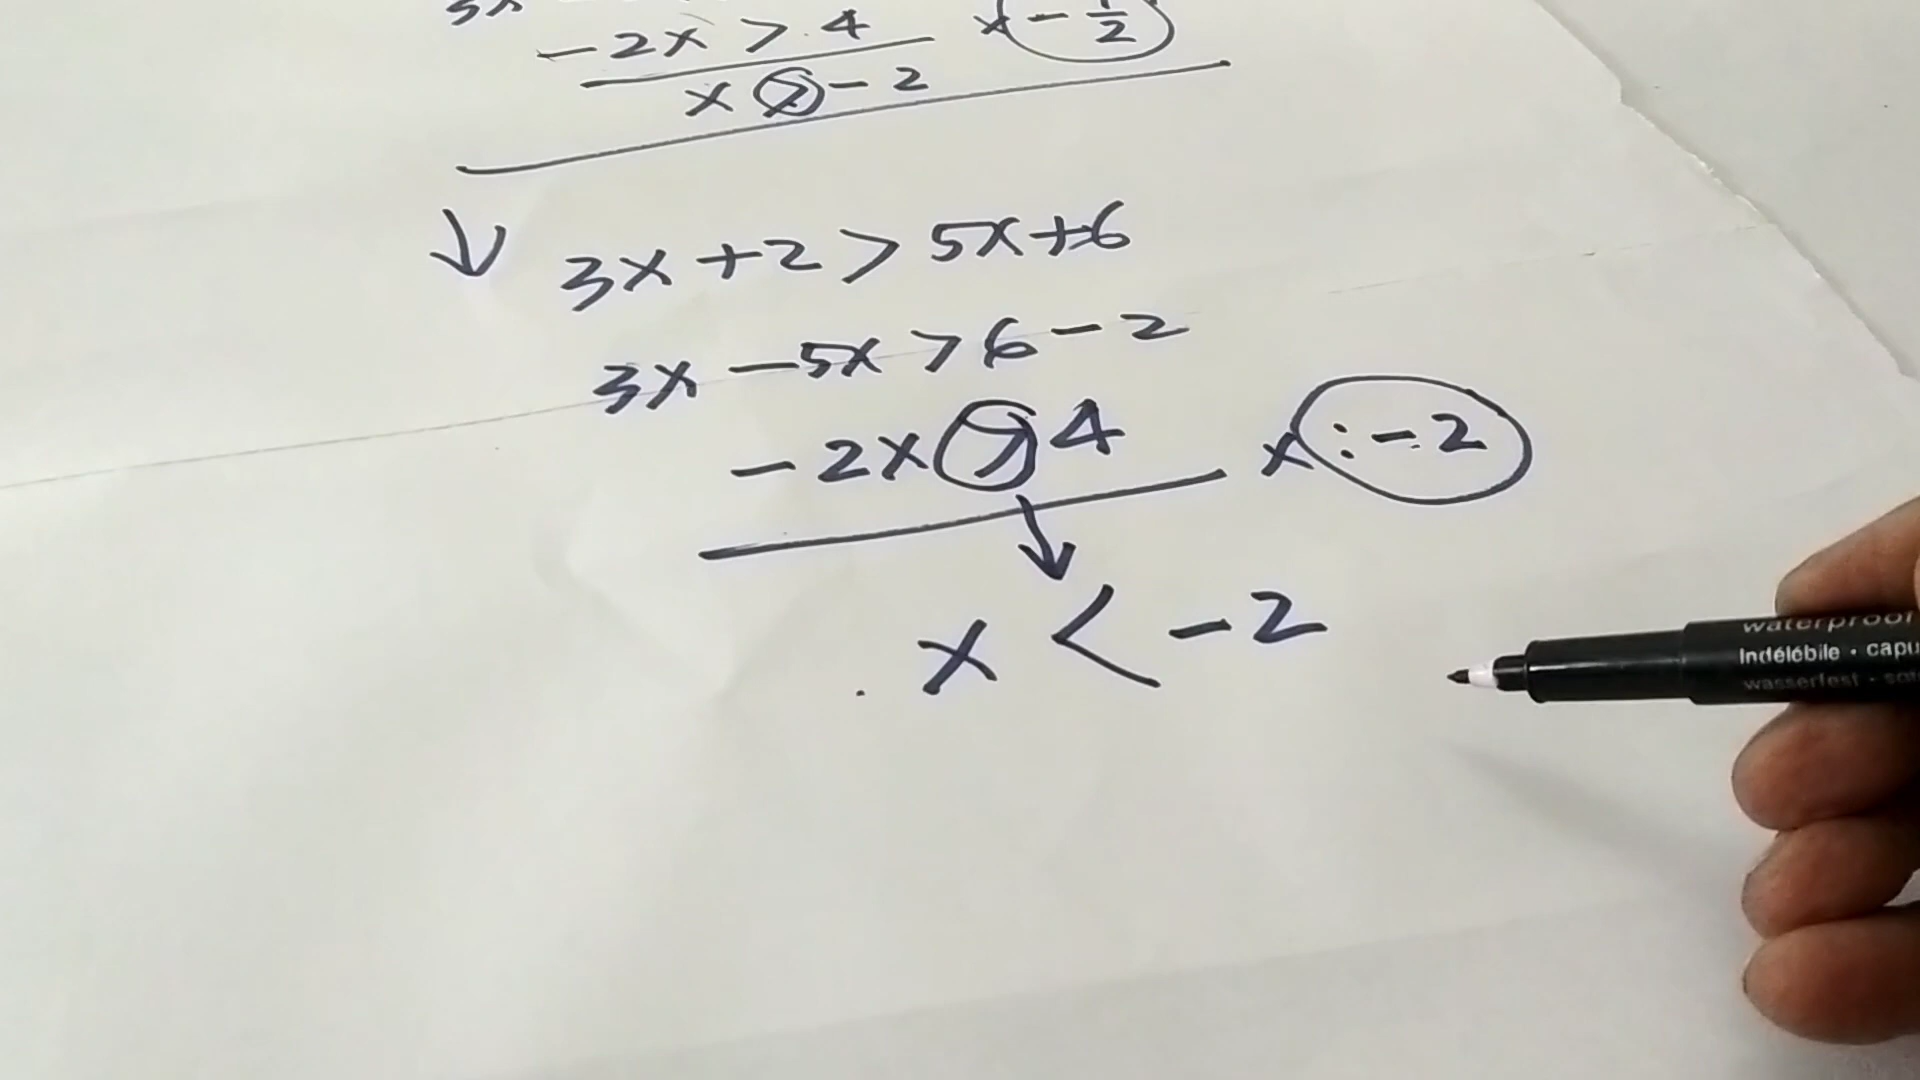 3x
-2x > 4 x - 1/2
x > -2
↓ 3x + 2 > 5x + 6
3x - 5x > 6 - 2
-2x > 4 x : -2
↓
x < -2
waterproof
Indélébile · capu
wasserfest -